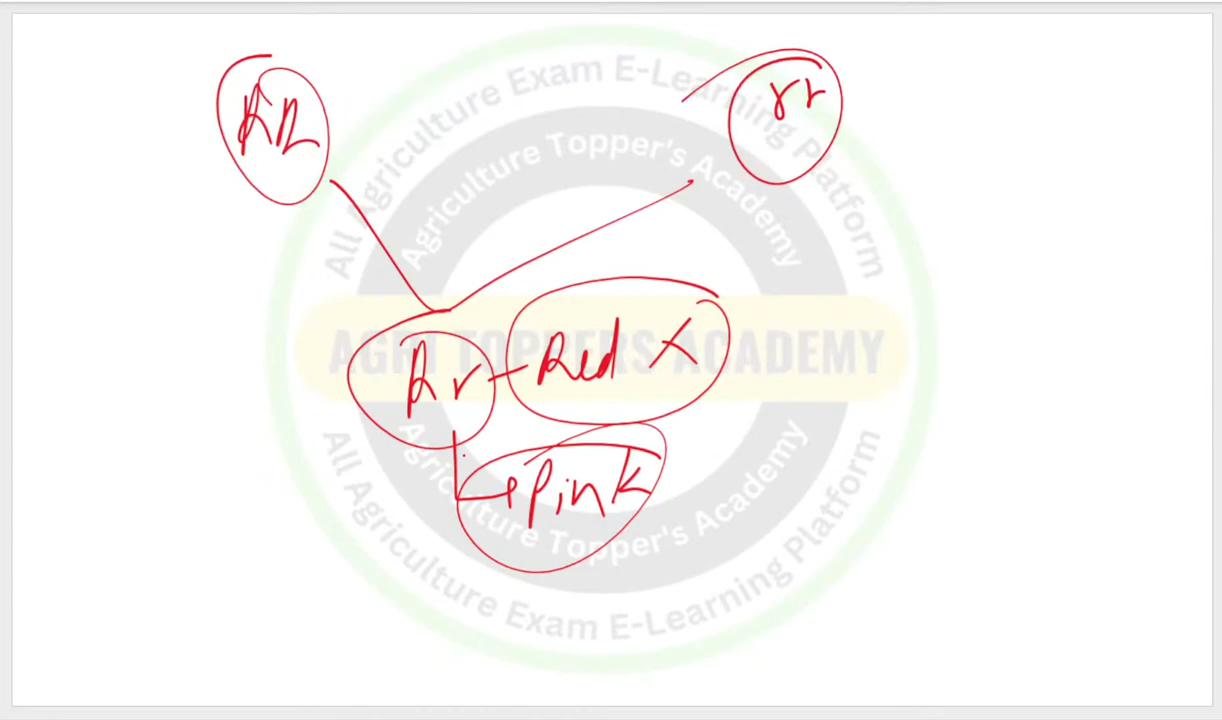 RR
rr
Rr - Red X
Pink
All Agriculture Exam E-Learning Platform
Agriculture Topper's Academy
AGRI TOPPERS ACADEMY
Agriculture Topper's Academy
All Agriculture Exam E-Learning Platform